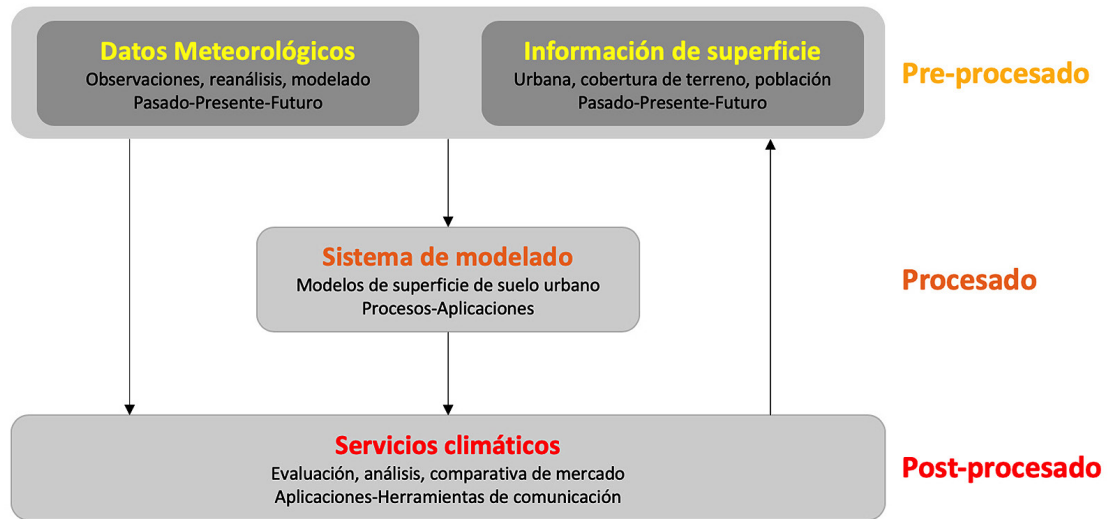 Datos Meteorológicos
Observaciones, reanálisis, modelado
Pasado-Presente-Futuro
Información de superficie
Urbana, cobertura de terreno, población
Pasado-Presente-Futuro
Pre-procesado
Sistema de modelado
Modelos de superficie de suelo urbano
Procesos-Aplicaciones
Procesado
Servicios climáticos
Evaluación, análisis, comparativa de mercado
Aplicaciones-Herramientas de comunicación
Post-procesado